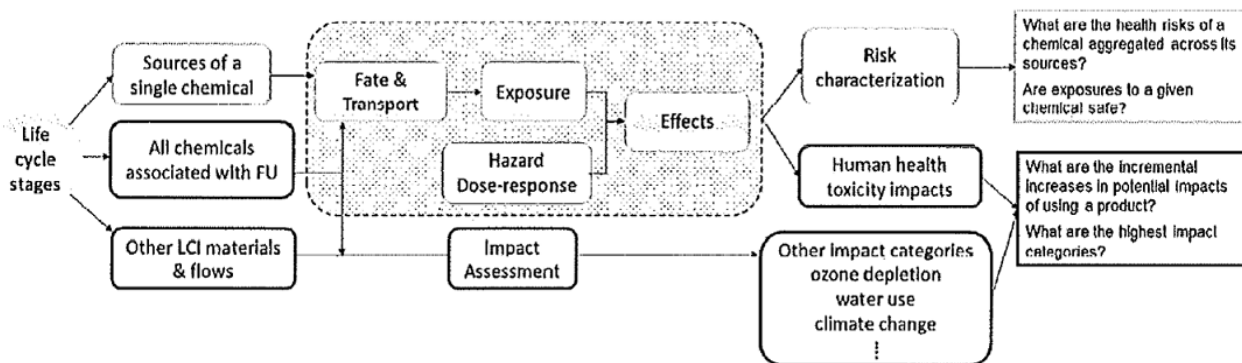 Life
cycle
stages
Sources of a
single chemical
All chemicals
associated with FU
Other LCI materials
& flows
Fate &
Transport
Exposure
Hazard
Dose-response
Effects
Impact
Assessment
Risk
characterization
Human health
toxicity impacts
Other impact categories
ozone depletion
water use
climate change
⋮
What are the health risks of a
chemical aggregated across its
sources?
Are exposures to a given
chemical safe?
What are the incremental
increases in potential impacts
of using a product?
What are the highest impact
categories?